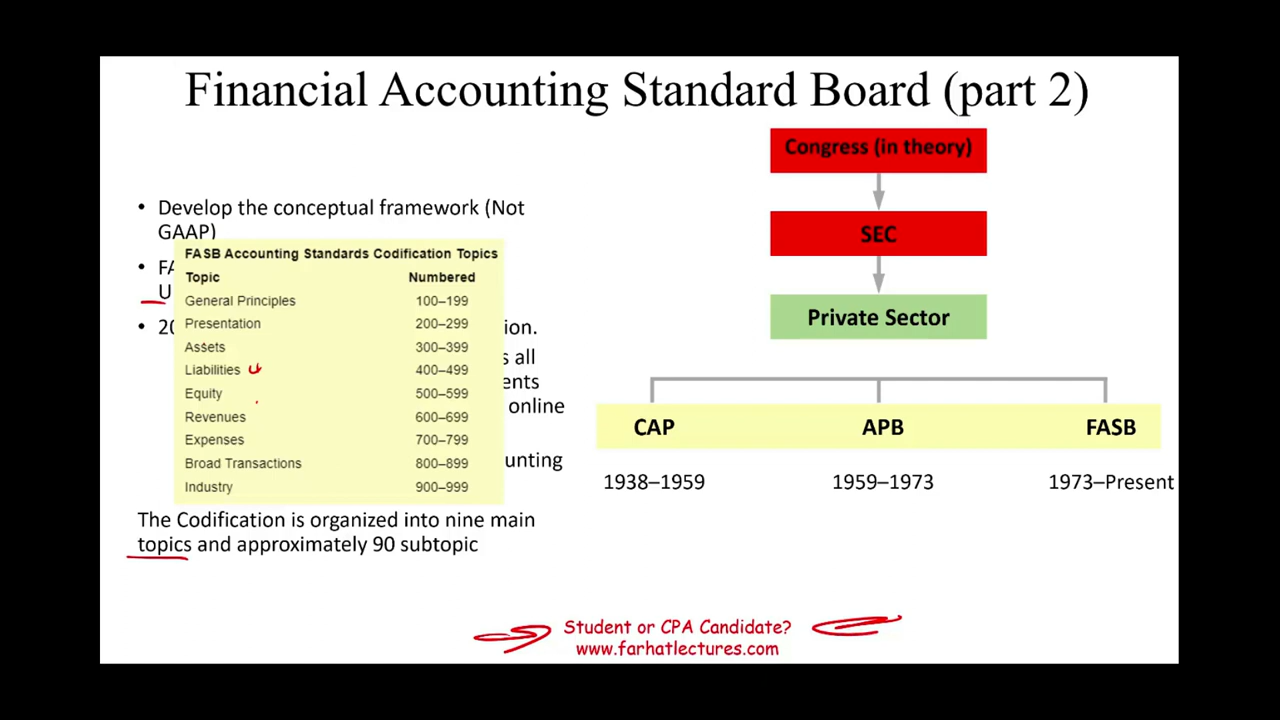 Financial Accounting Standard Board (part 2)
• Develop the conceptual framework (Not
GAAP)
• FA
U
• 20 ion.
s all
ents
online
unting
FASB Accounting Standards Codification Topics
Topic Numbered
General Principles 100–199
Presentation 200–299
Assets 300–399
Liabilities 400–499
Equity 500–599
Revenues 600–699
Expenses 700–799
Broad Transactions 800–899
Industry 900–999
The Codification is organized into nine main
topics and approximately 90 subtopic
Congress (in theory)
SEC
Private Sector
CAP APB FASB
1938–1959 1959–1973 1973–Present
Student or CPA Candidate?
www.farhatlectures.com